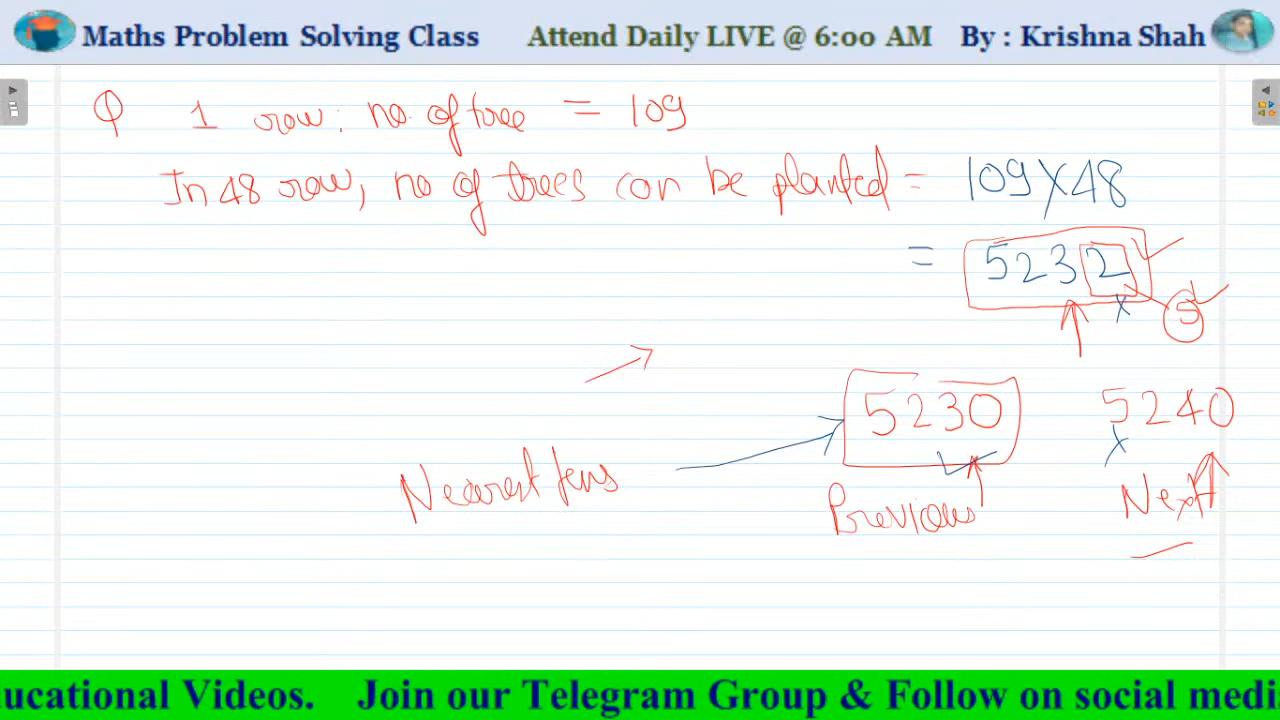 Maths Problem Solving Class Attend Daily LIVE @ 6:00 AM By : Krishna Shah
Q 1 row: no. of tree = 109
In 48 row, no of trees can be planted = 109 X 48
= 5232
5
5230 5240
Nearest tens Previous Next
ducational Videos. Join our Telegram Group & Follow on social medi